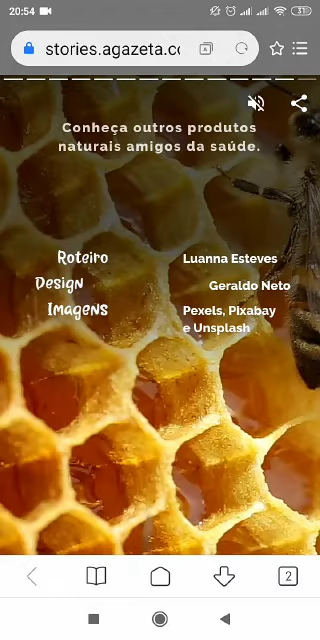 20:54
31
stories.agazeta.co
Conheça outros produtos
naturais amigos da saúde.
Roteiro Luanna Esteves
Design Geraldo Neto
Imagens Pexels, Pixabay
e Unsplash
2